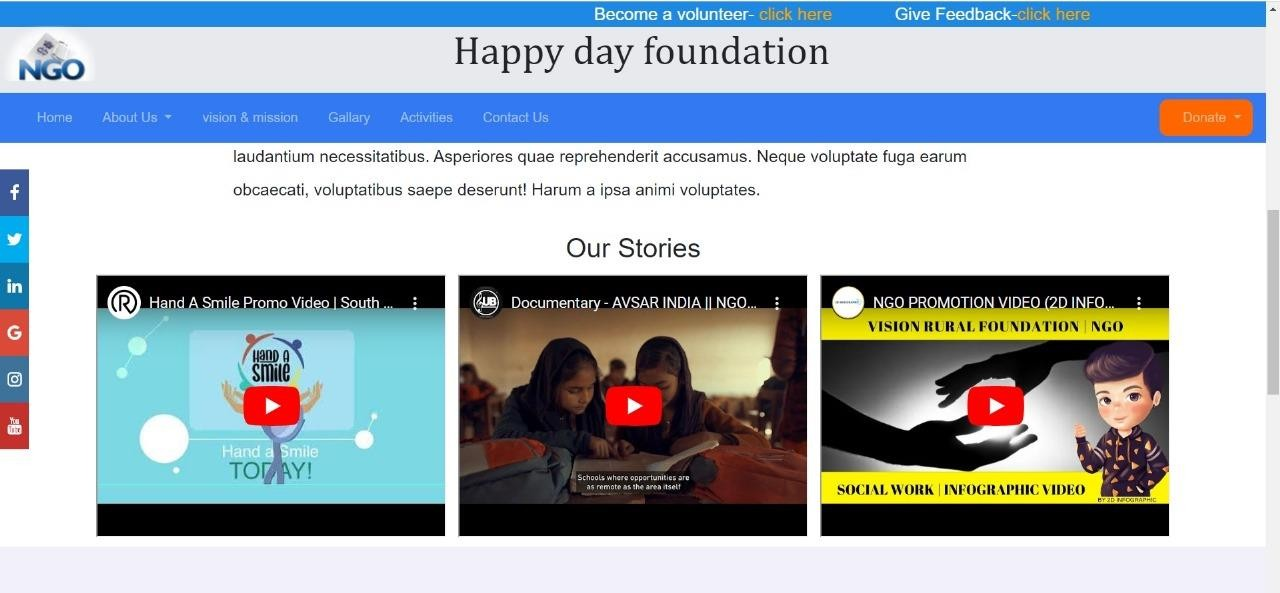 Become a volunteer- click here Give Feedback-click here
NGO
Happy day foundation
Home About Us vision & mission Gallary Activities Contact Us Donate
laudantium necessitatibus. Asperiores quae reprehenderit accusamus. Neque voluptate fuga earum
obcaecati, voluptatibus saepe deserunt! Harum a ipsa animi voluptates.
Our Stories
Hand A Smile Promo Video | South ...
HAND A
SMILE
Hand a Smile
TODAY!
UB
Documentary - AVSAR INDIA || NGO...
Schools where opportunities are
as remote as the area itself
NGO PROMOTION VIDEO (2D INFO...
VISION RURAL FOUNDATION | NGO
SOCIAL WORK | INFOGRAPHIC VIDEO
BY 2D INFOGRAPHIC
f
in
G
You
Tube